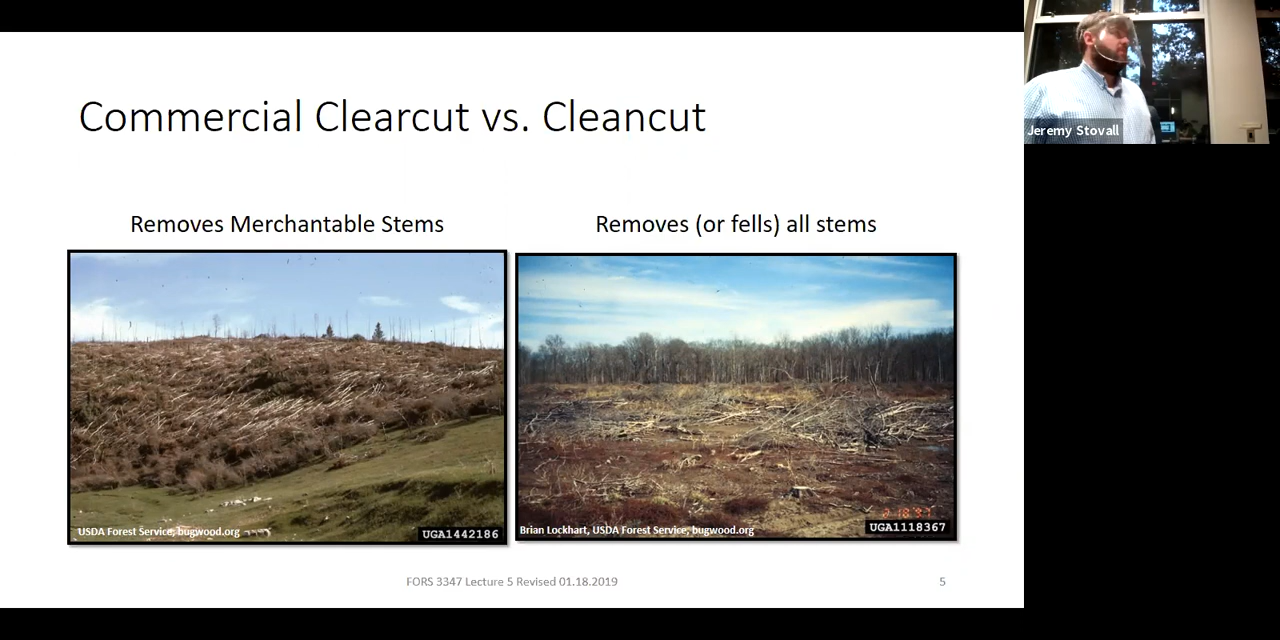 Commercial Clearcut vs. Cleancut
Jeremy Stovall
Removes Merchantable Stems
Removes (or fells) all stems
USDA Forest Service, bugwood.org
UGA1442186
Brian Lockhart, USDA Forest Service, bugwood.org
UGA1118367
FORS 3347 Lecture 5 Revised 01.18.2019
5